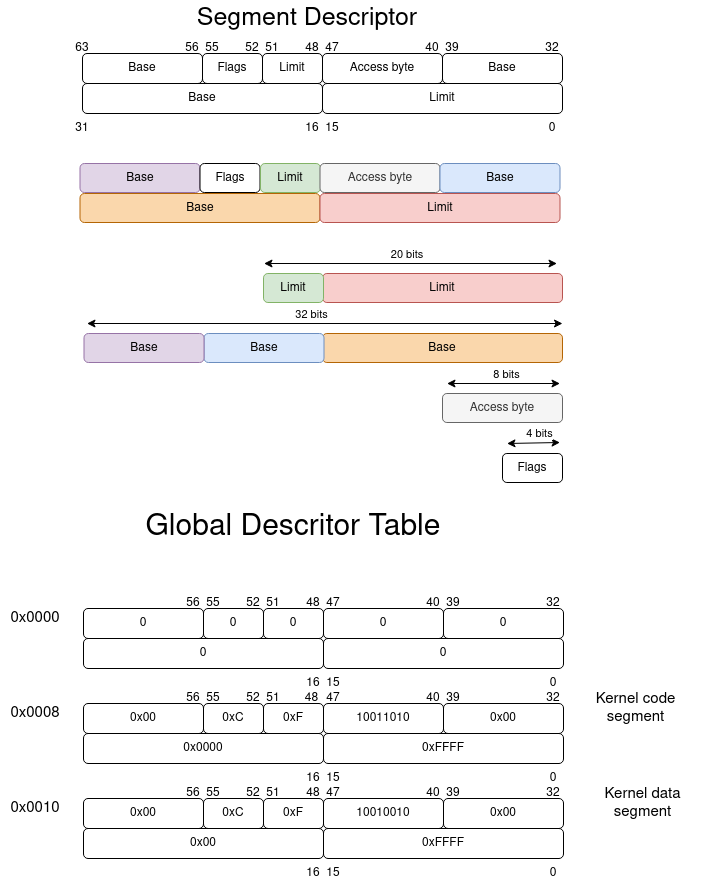 Segment Descriptor
63 56 55 52 51 48 47 40 39 32
Base Flags Limit Access byte Base
Base Limit
31 16 15 0
Base Flags Limit Access byte Base
Base Limit
20 bits
Limit Limit
32 bits
Base Base Base
8 bits
Access byte
4 bits
Flags
Global Descritor Table
56 55 52 51 48 47 40 39 32
0x0000 0 0 0 0 0
0 0
16 15 0
56 55 52 51 48 47 40 39 32
Kernel code
segment
0x0008 0x00 0xC 0xF 10011010 0x00
0x0000 0xFFFF
16 15 0
56 55 52 51 48 47 40 39 32
Kernel data
segment
0x0010 0x00 0xC 0xF 10010010 0x00
0x00 0xFFFF
16 15 0